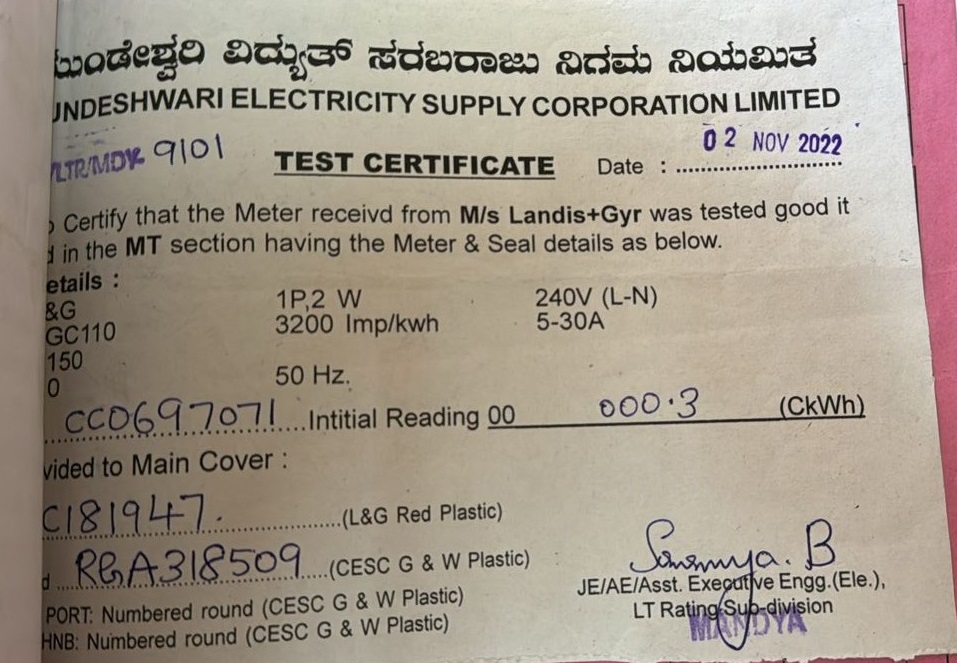 ಮುಂಡೇಶ್ವರಿ ವಿದ್ಯುತ್ ಸರಬರಾಜು ನಿಗಮ ನಿಯಮಿತ
UNDESHWARI ELECTRICITY SUPPLY CORPORATION LIMITED
/LTR/MDY 9101 TEST CERTIFICATE Date : 02 NOV 2022
o Certify that the Meter receivd from M/s Landis+Gyr was tested good it
d in the MT section having the Meter & Seal details as below.
etails :
&G 1P,2 W 240V (L-N)
GC110 3200 Imp/kwh 5-30A
150
0 50 Hz.
CC0697071 Intitial Reading 00 000.3 (CkWh)
vided to Main Cover :
C181947. (L&G Red Plastic)
d RGA318509 (CESC G & W Plastic)
PORT: Numbered round (CESC G & W Plastic)
HNB: Numbered round (CESC G & W Plastic)
Sowmya. B
JE/AE/Asst. Executive Engg.(Ele.),
LT Rating Sub-division
MANDYA